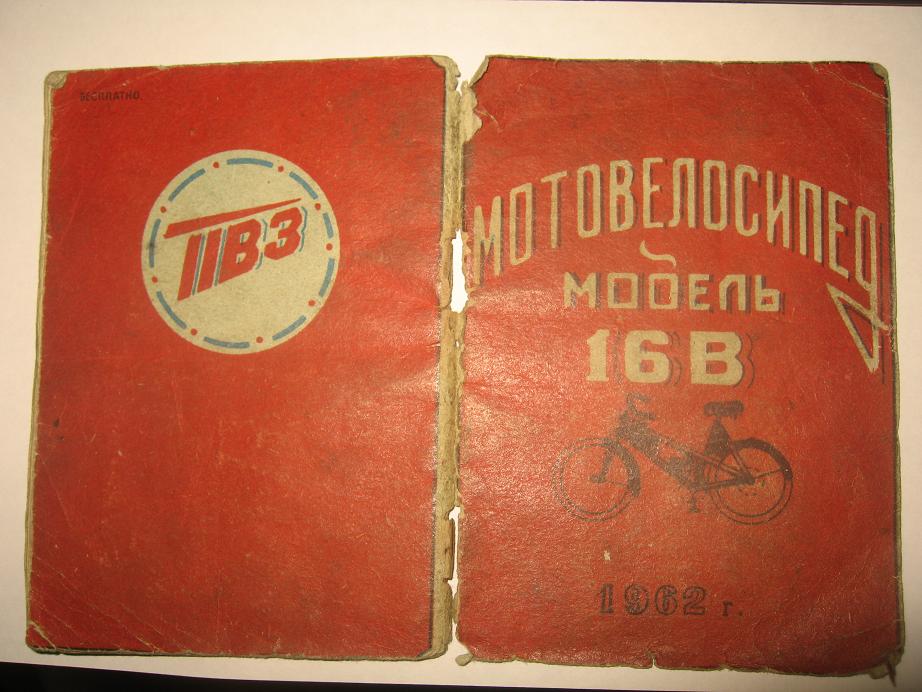 БЕСПЛАТНО.
ПВЗ
МОТОВЕЛОСИПЕД
МОДЕЛЬ
16В
1962 г.